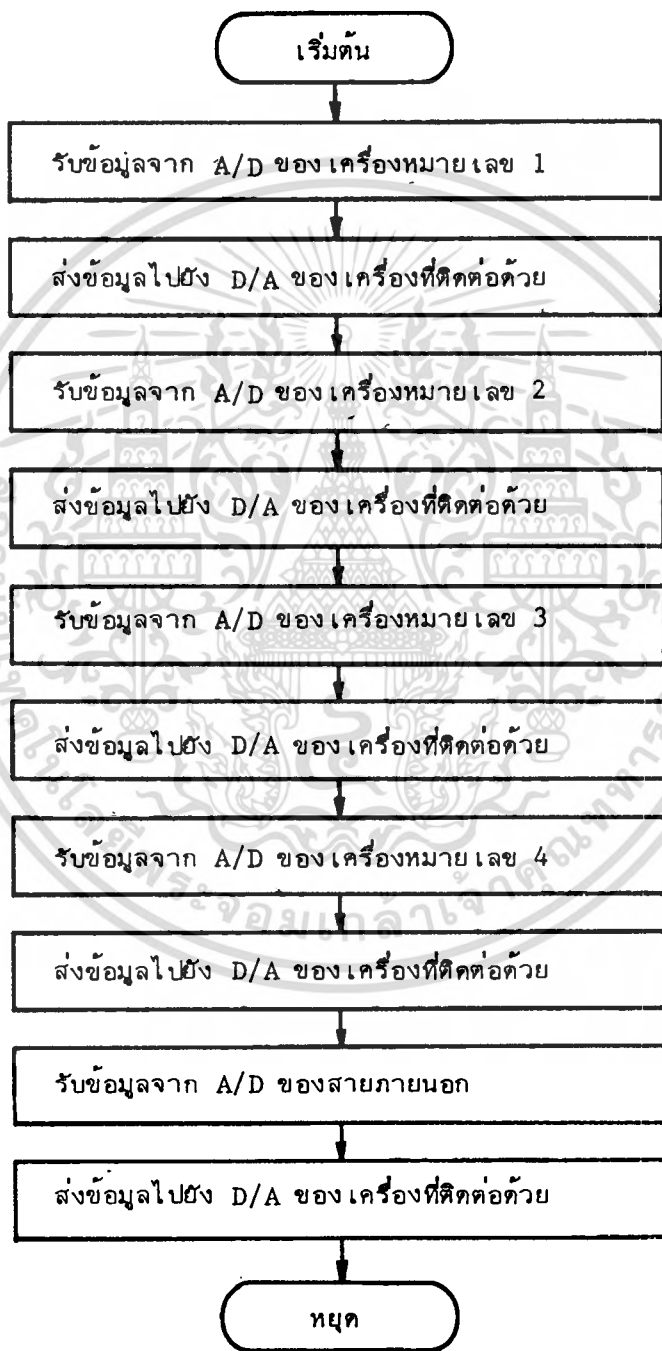 เริ่มต้น
รับข้อมูลจาก A/D ของเครื่องหมายเลข 1
ส่งข้อมูลไปยัง D/A ของเครื่องที่ติดต่อด้วย
รับข้อมูลจาก A/D ของเครื่องหมายเลข 2
ส่งข้อมูลไปยัง D/A ของเครื่องที่ติดต่อด้วย
รับข้อมูลจาก A/D ของเครื่องหมายเลข 3
ส่งข้อมูลไปยัง D/A ของเครื่องที่ติดต่อด้วย
รับข้อมูลจาก A/D ของเครื่องหมายเลข 4
ส่งข้อมูลไปยัง D/A ของเครื่องที่ติดต่อด้วย
รับข้อมูลจาก A/D ของสายภายนอก
ส่งข้อมูลไปยัง D/A ของเครื่องที่ติดต่อด้วย
หยุด